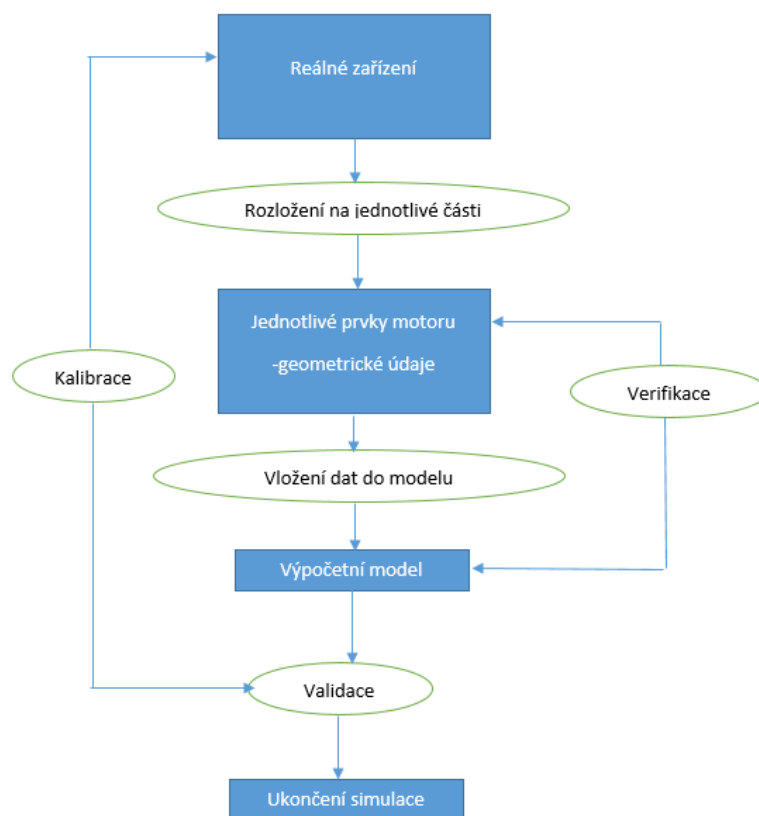 Reálné zařízení
Rozložení na jednotlivé části
Jednotlivé prvky motoru
-geometrické údaje
Kalibrace
Verifikace
Vložení dat do modelu
Výpočetní model
Validace
Ukončení simulace